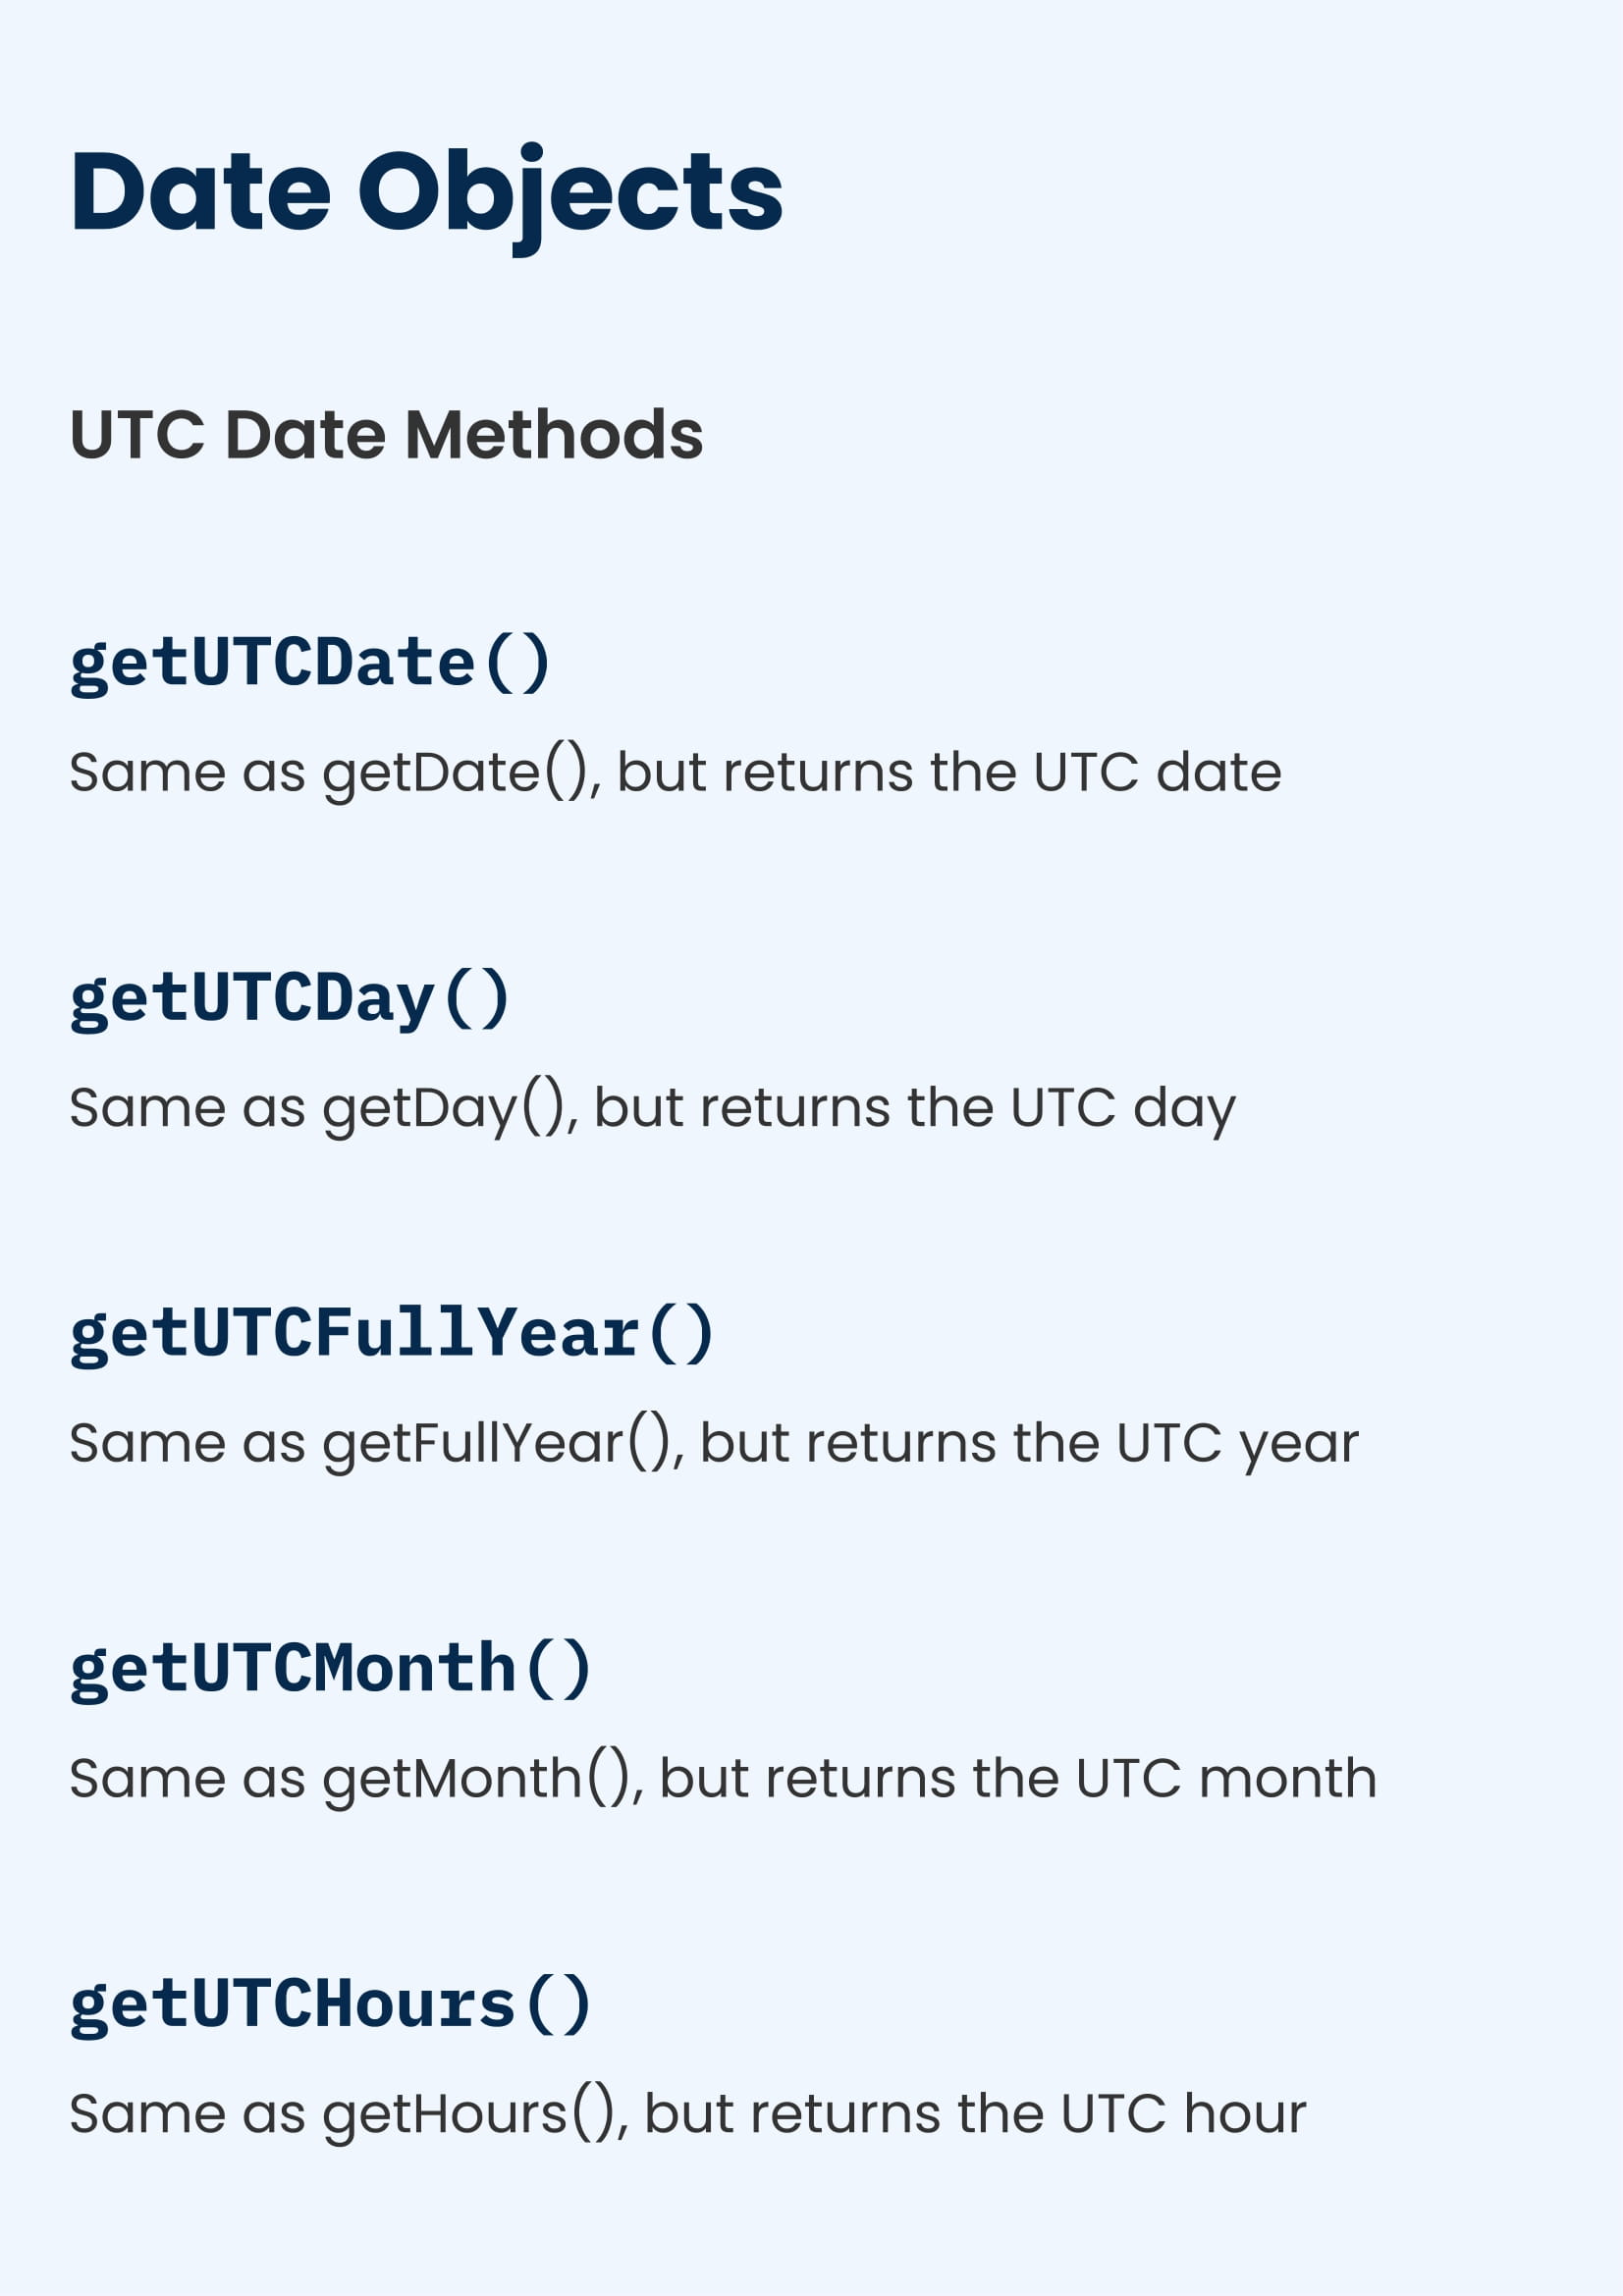 Date Objects
UTC Date Methods
getUTCDate()
Same as getDate(), but returns the UTC date
getUTCDay()
Same as getDay(), but returns the UTC day
getUTCFullYear()
Same as getFullYear(), but returns the UTC year
getUTCMonth()
Same as getMonth(), but returns the UTC month
getUTCHours()
Same as getHours(), but returns the UTC hour